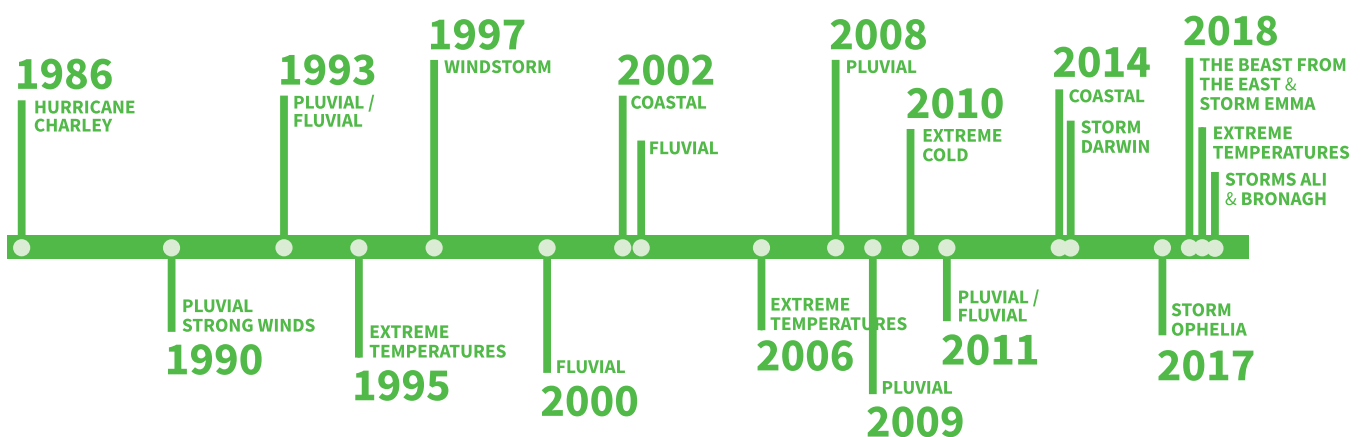 1986
HURRICANE
CHARLEY
PLUVIAL
STRONG WINDS
1990
1993
PLUVIAL /
FLUVIAL
EXTREME
TEMPERATURES
1995
1997
WINDSTORM
FLUVIAL
2000
2002
COASTAL
FLUVIAL
EXTREME
TEMPERATURES
2006
2008
PLUVIAL
PLUVIAL
2009
2010
EXTREME
COLD
PLUVIAL /
FLUVIAL
2011
2014
COASTAL
STORM
DARWIN
STORM
OPHELIA
2017
2018
THE BEAST FROM
THE EAST &
STORM EMMA
EXTREME
TEMPERATURES
STORMS ALI
& BRONAGH